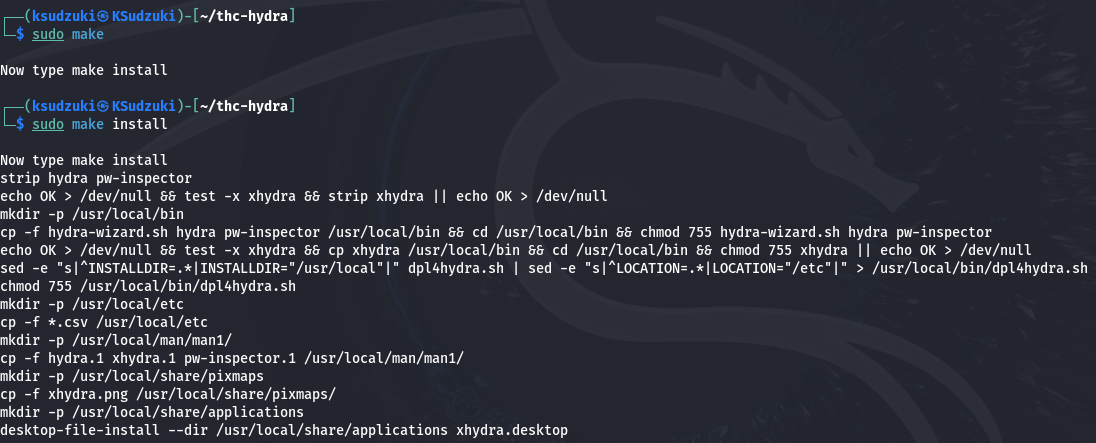 ┌──(ksudzuki㉿KSudzuki)-[~/thc-hydra]
└─$ sudo make
Now type make install
┌──(ksudzuki㉿KSudzuki)-[~/thc-hydra]
└─$ sudo make install
Now type make install
strip hydra pw-inspector
echo OK > /dev/null && test -x xhydra && strip xhydra || echo OK > /dev/null
mkdir -p /usr/local/bin
cp -f hydra-wizard.sh hydra pw-inspector /usr/local/bin && cd /usr/local/bin && chmod 755 hydra-wizard.sh hydra pw-inspector
echo OK > /dev/null && test -x xhydra && cp xhydra /usr/local/bin && cd /usr/local/bin && chmod 755 xhydra || echo OK > /dev/null
sed -e "s|^INSTALLDIR=.*|INSTALLDIR="/usr/local"|" dpl4hydra.sh | sed -e "s|^LOCATION=.*|LOCATION="/etc"|" > /usr/local/bin/dpl4hydra.sh
chmod 755 /usr/local/bin/dpl4hydra.sh
mkdir -p /usr/local/etc
cp -f *.csv /usr/local/etc
mkdir -p /usr/local/man/man1/
cp -f hydra.1 xhydra.1 pw-inspector.1 /usr/local/man/man1/
mkdir -p /usr/local/share/pixmaps
cp -f xhydra.png /usr/local/share/pixmaps/
mkdir -p /usr/local/share/applications
desktop-file-install --dir /usr/local/share/applications xhydra.desktop